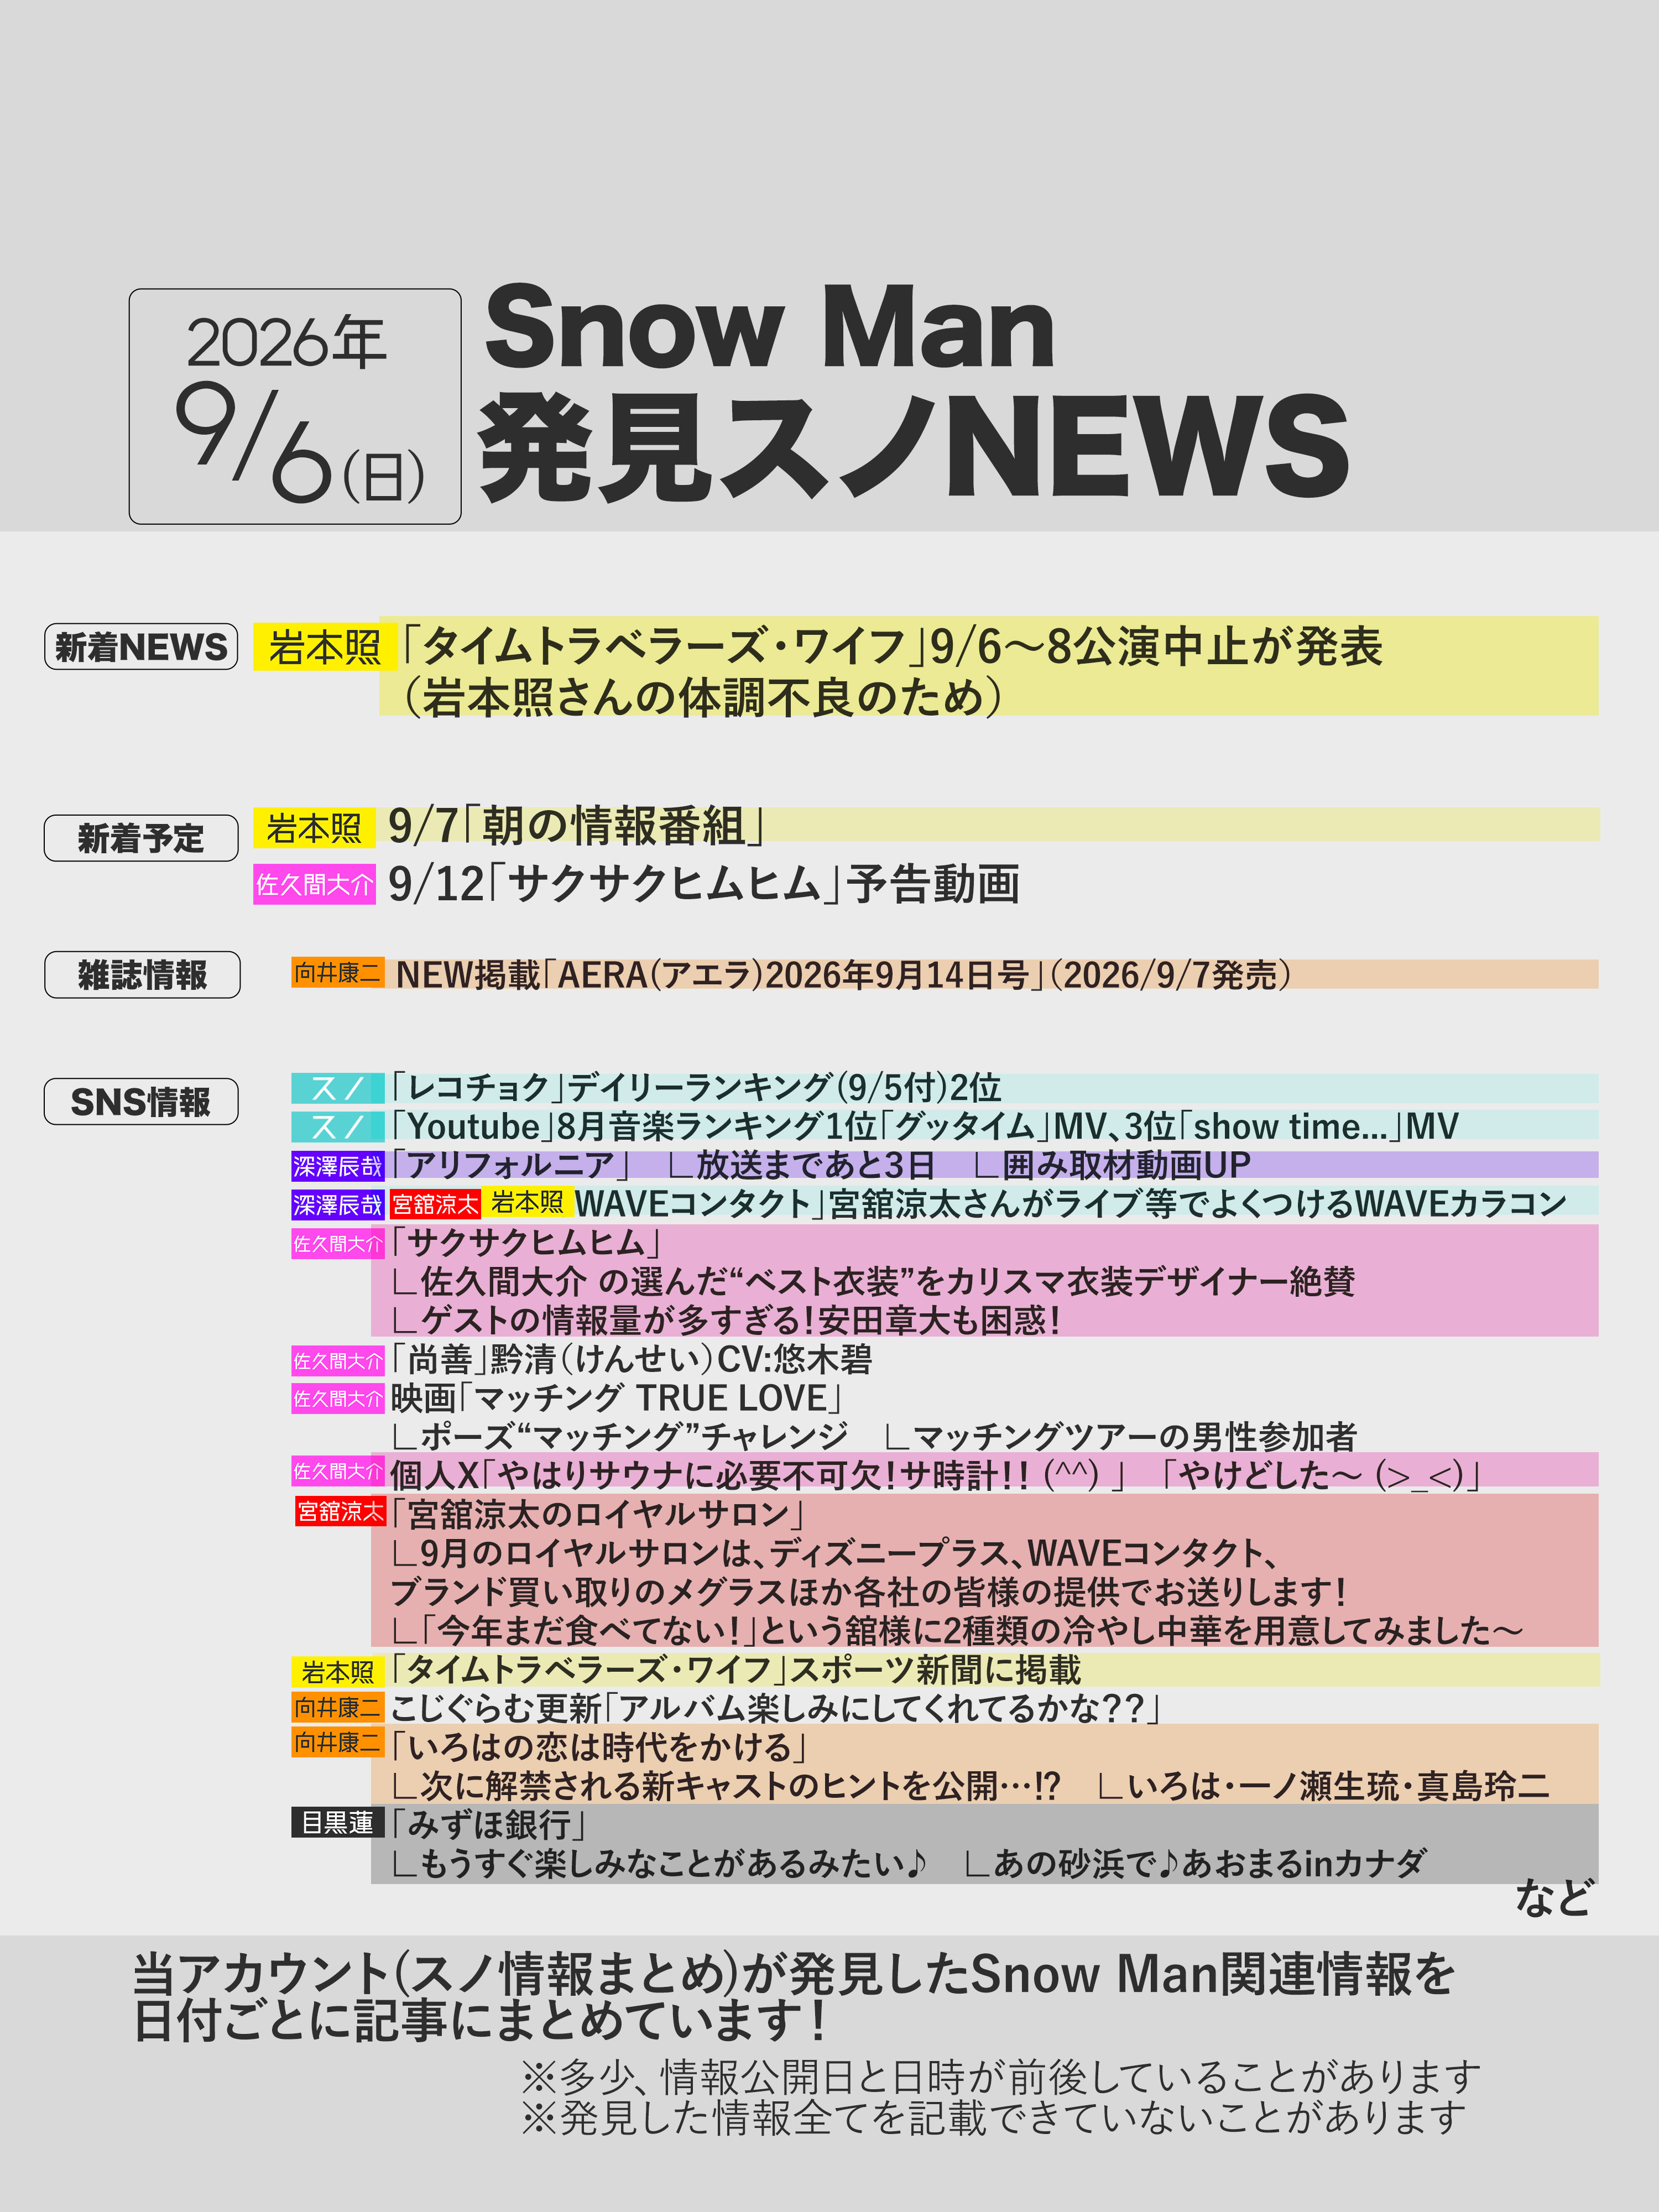 2026年
9/6(日)
Snow Man
発見スノNEWS
新着NEWS
岩本照 「タイムトラベラーズ・ワイフ」9/6～8公演中止が発表
（岩本照さんの体調不良のため）
新着予定
岩本照 9/7「朝の情報番組」
佐久間大介 9/12「サクサクヒムヒム」予告動画
雑誌情報
向井康二 NEW掲載「AERA(アエラ)2026年9月14日号」（2026/9/7発売）
SNS情報
スノ 「レコチョク」デイリーランキング(9/5付)2位
スノ 「Youtube」8月音楽ランキング1位「グッタイム」MV、3位「show time...」MV
深澤辰哉 「アリフォルニア」　∟放送まであと3日　∟囲み取材動画UP
深澤辰哉 宮舘涼太 岩本照 WAVEコンタクト」宮舘涼太さんがライブ等でよくつけるWAVEカラコン
佐久間大介 「サクサクヒムヒム」
∟佐久間大介 の選んだ“ベスト衣装”をカリスマ衣装デザイナー絶賛
∟ゲストの情報量が多すぎる！安田章大も困惑！
佐久間大介 「尚善」黔清（けんせい）CV:悠木碧
佐久間大介 映画「マッチング TRUE LOVE」
∟ポーズ“マッチング”チャレンジ　∟マッチングツアーの男性参加者
佐久間大介 個人X「やはりサウナに必要不可欠！サ時計！！（^^）」　「やけどした～（>_<）」
宮舘涼太 「宮舘涼太のロイヤルサロン」
∟9月のロイヤルサロンは、ディズニープラス、WAVEコンタクト、
ブランド買い取りのメグラスほか各社の皆様の提供でお送りします！
∟「今年まだ食べてない！」という舘様に2種類の冷やし中華を用意してみました～
岩本照 「タイムトラベラーズ・ワイフ」スポーツ新聞に掲載
向井康二 こじぐらむ更新「アルバム楽しみにしてくれてるかな？？」
向井康二 「いろはの恋は時代をかける」
∟次に解禁される新キャストのヒントを公開…!?　∟いろは・一ノ瀬生琉・真島玲二
目黒蓮 「みずほ銀行」
∟もうすぐ楽しみなことがあるみたい♪　∟あの砂浜で♪あおまるinカナダ
など
当アカウント(スノ情報まとめ)が発見したSnow Man関連情報を
日付ごとに記事にまとめています！
※多少、情報公開日と日時が前後していることがあります
※発見した情報全てを記載できていないことがあります